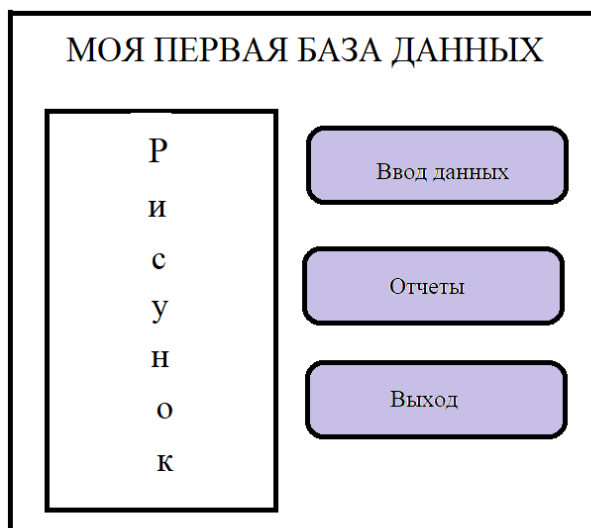 МОЯ ПЕРВАЯ БАЗА ДАННЫХ
Р
и
с
у
н
о
к
Ввод данных
Отчеты
Выход